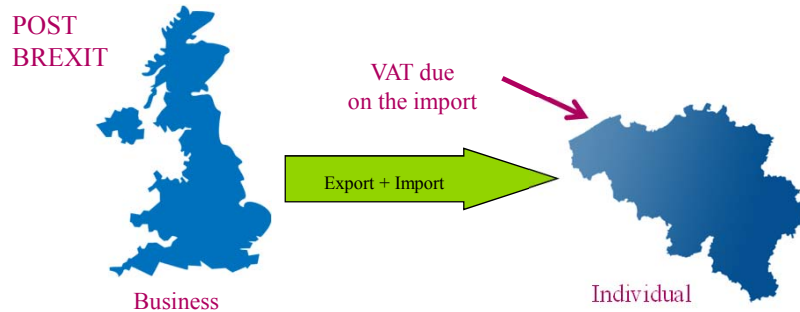 POST
BREXIT
VAT due
on the import
Export + Import
Business
Individual